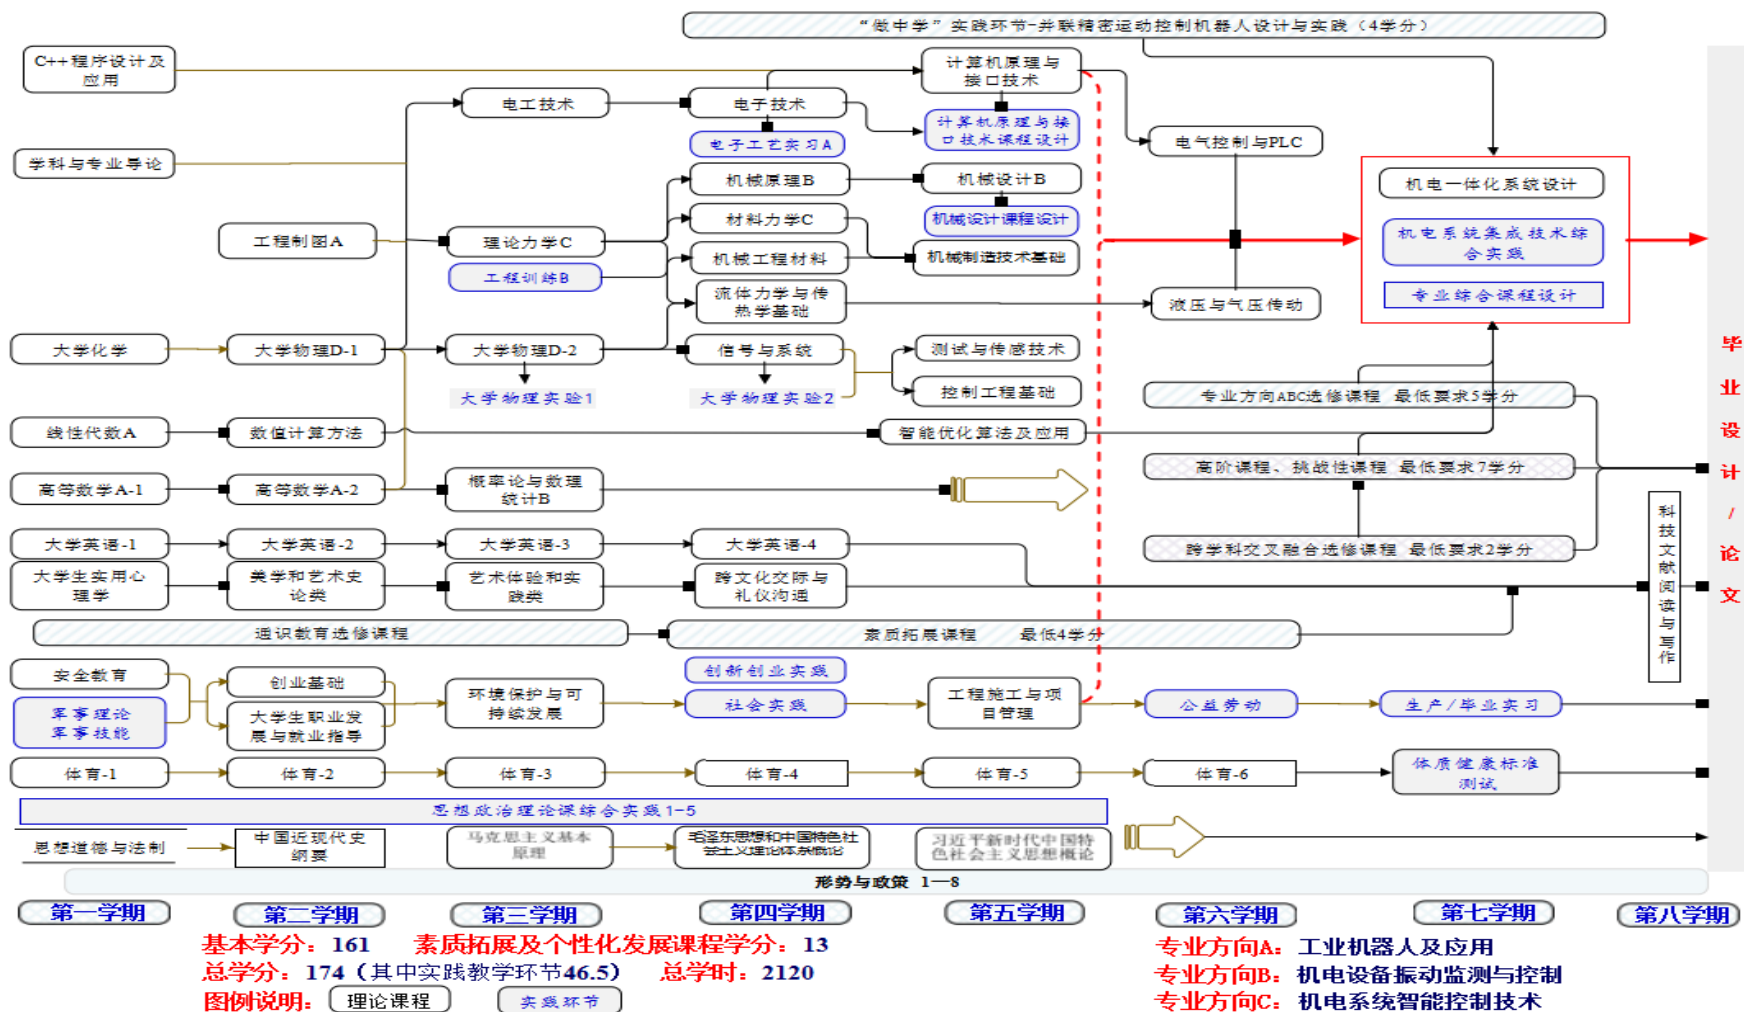 “做中学”实践环节-并联精密运动控制机器人设计与实践（4学分）
C++程序设计及
应用
计算机原理与
接口技术
电工技术
电子技术
计算机原理与接
口技术课程设计
电子工艺实习A
电气控制与PLC
学科与专业导论
机械原理B
机械设计B
机电一体化系统设计
材料力学C
机械设计课程设计
工程制图A
理论力学C
机电系统集成技术综
合实践
机械工程材料
机械制造技术基础
工程训练B
流体力学与传
热学基础
液压与气压传动
专业综合课程设计
大学化学
大学物理D-1
大学物理D-2
信号与系统
测试与传感技术
大学物理实验1
大学物理实验2
控制工程基础
专业方向ABC选修课程 最低要求5学分
线性代数A
数值计算方法
智能优化算法及应用
高阶课程、挑战性课程 最低要求7学分
高等数学A-1
高等数学A-2
概率论与数理
统计B
大学英语-1
大学英语-2
大学英语-3
大学英语-4
跨学科交叉融合选修课程 最低要求2学分
大学生实用心
理学
美学和艺术史
论类
艺术体验和实
践类
跨文化交际与
礼仪沟通
科技文献阅读与写作
毕业设计/论文
通识教育选修课程
素质拓展课程 最低4学分
安全教育
创业基础
环境保护与可
持续发展
创新创业实践
社会实践
工程施工与项
目管理
公益劳动
生产/毕业实习
军事理论
军事技能
大学生职业发
展与就业指导
体育-1
体育-2
体育-3
体育-4
体育-5
体育-6
体质健康标准
测试
思想政治理论课综合实践1-5
思想道德与法制
中国近现代史
纲要
马克思主义基本
原理
毛泽东思想和中国特色社
会主义理论体系概论
习近平新时代中国特
色社会主义思想概论
形势与政策 1—8
第一学期
第二学期
第三学期
第四学期
第五学期
第六学期
第七学期
第八学期
基本学分：161 素质拓展及个性化发展课程学分：13
总学分：174（其中实践教学环节46.5） 总学时：2120
图例说明： 理论课程 实践环节
专业方向A：工业机器人及应用
专业方向B：机电设备振动监测与控制
专业方向C：机电系统智能控制技术